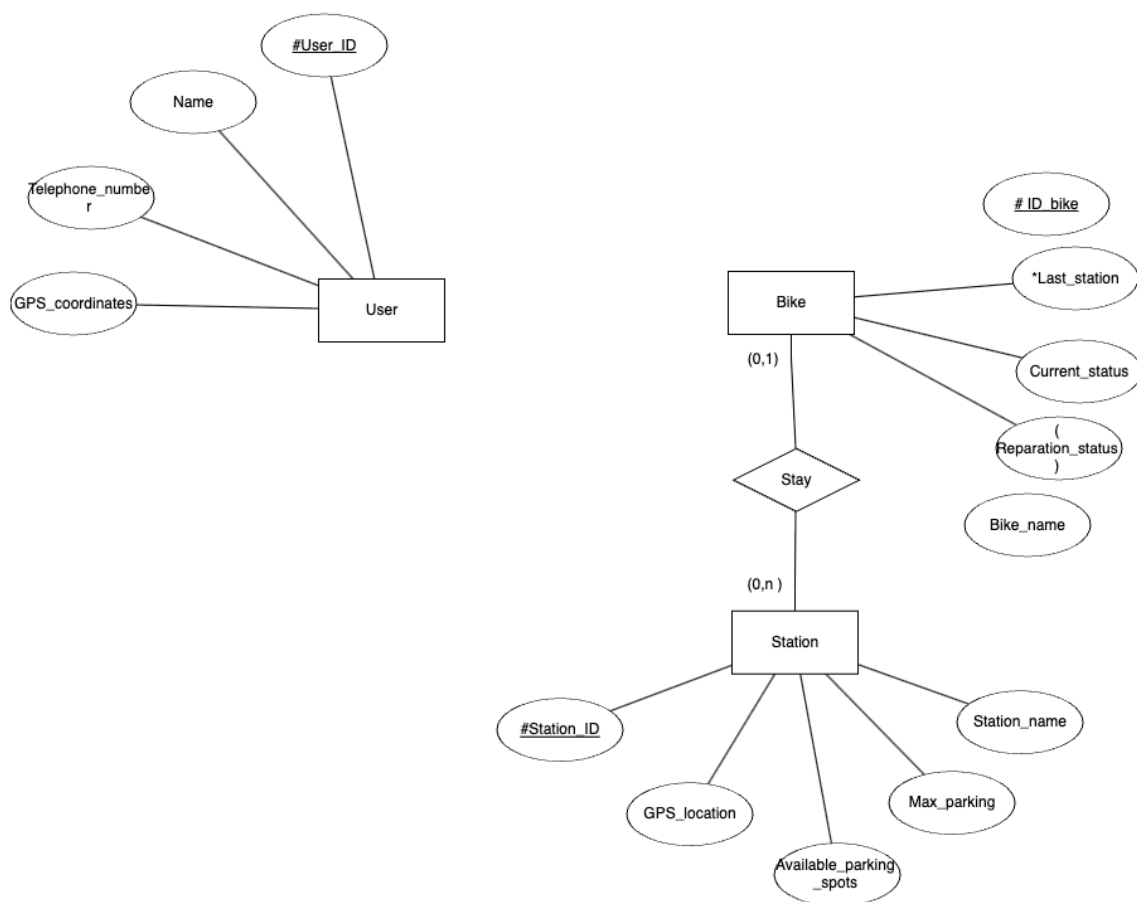 #User_ID
Name
Telephone_numbe
r
GPS_coordinates
User
# ID_bike
*Last_station
Bike
(0,1)
Current_status
(
Reparation_status
)
Stay
Bike_name
(0,n )
Station
#Station_ID
Station_name
GPS_location
Max_parking
Available_parking
_spots